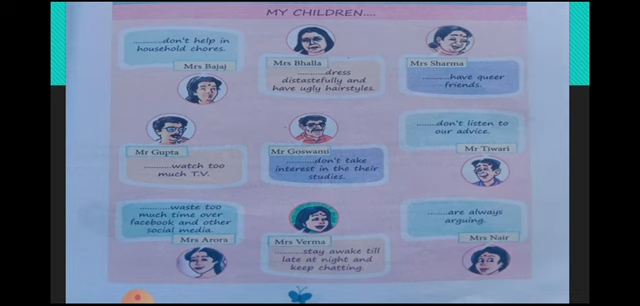 MY CHILDREN....
..........don't help in
household chores.
Mrs Bajaj
Mrs Bhalla
............dress
distastefully and
have ugly hairstyles.
Mrs Sharma
..........have queer
friends.
Mr Gupta
...........watch too
much T.V.
Mr Goswami
...........don't take
interest in the their
studies.
........don't listen to
our advice.
Mr Tiwari
...........waste too
much time over
facebook and other
social media.
Mrs Arora
Mrs Verma
..........stay awake till
late at night and
keep chatting
........are always
arguing.
Mrs Nair